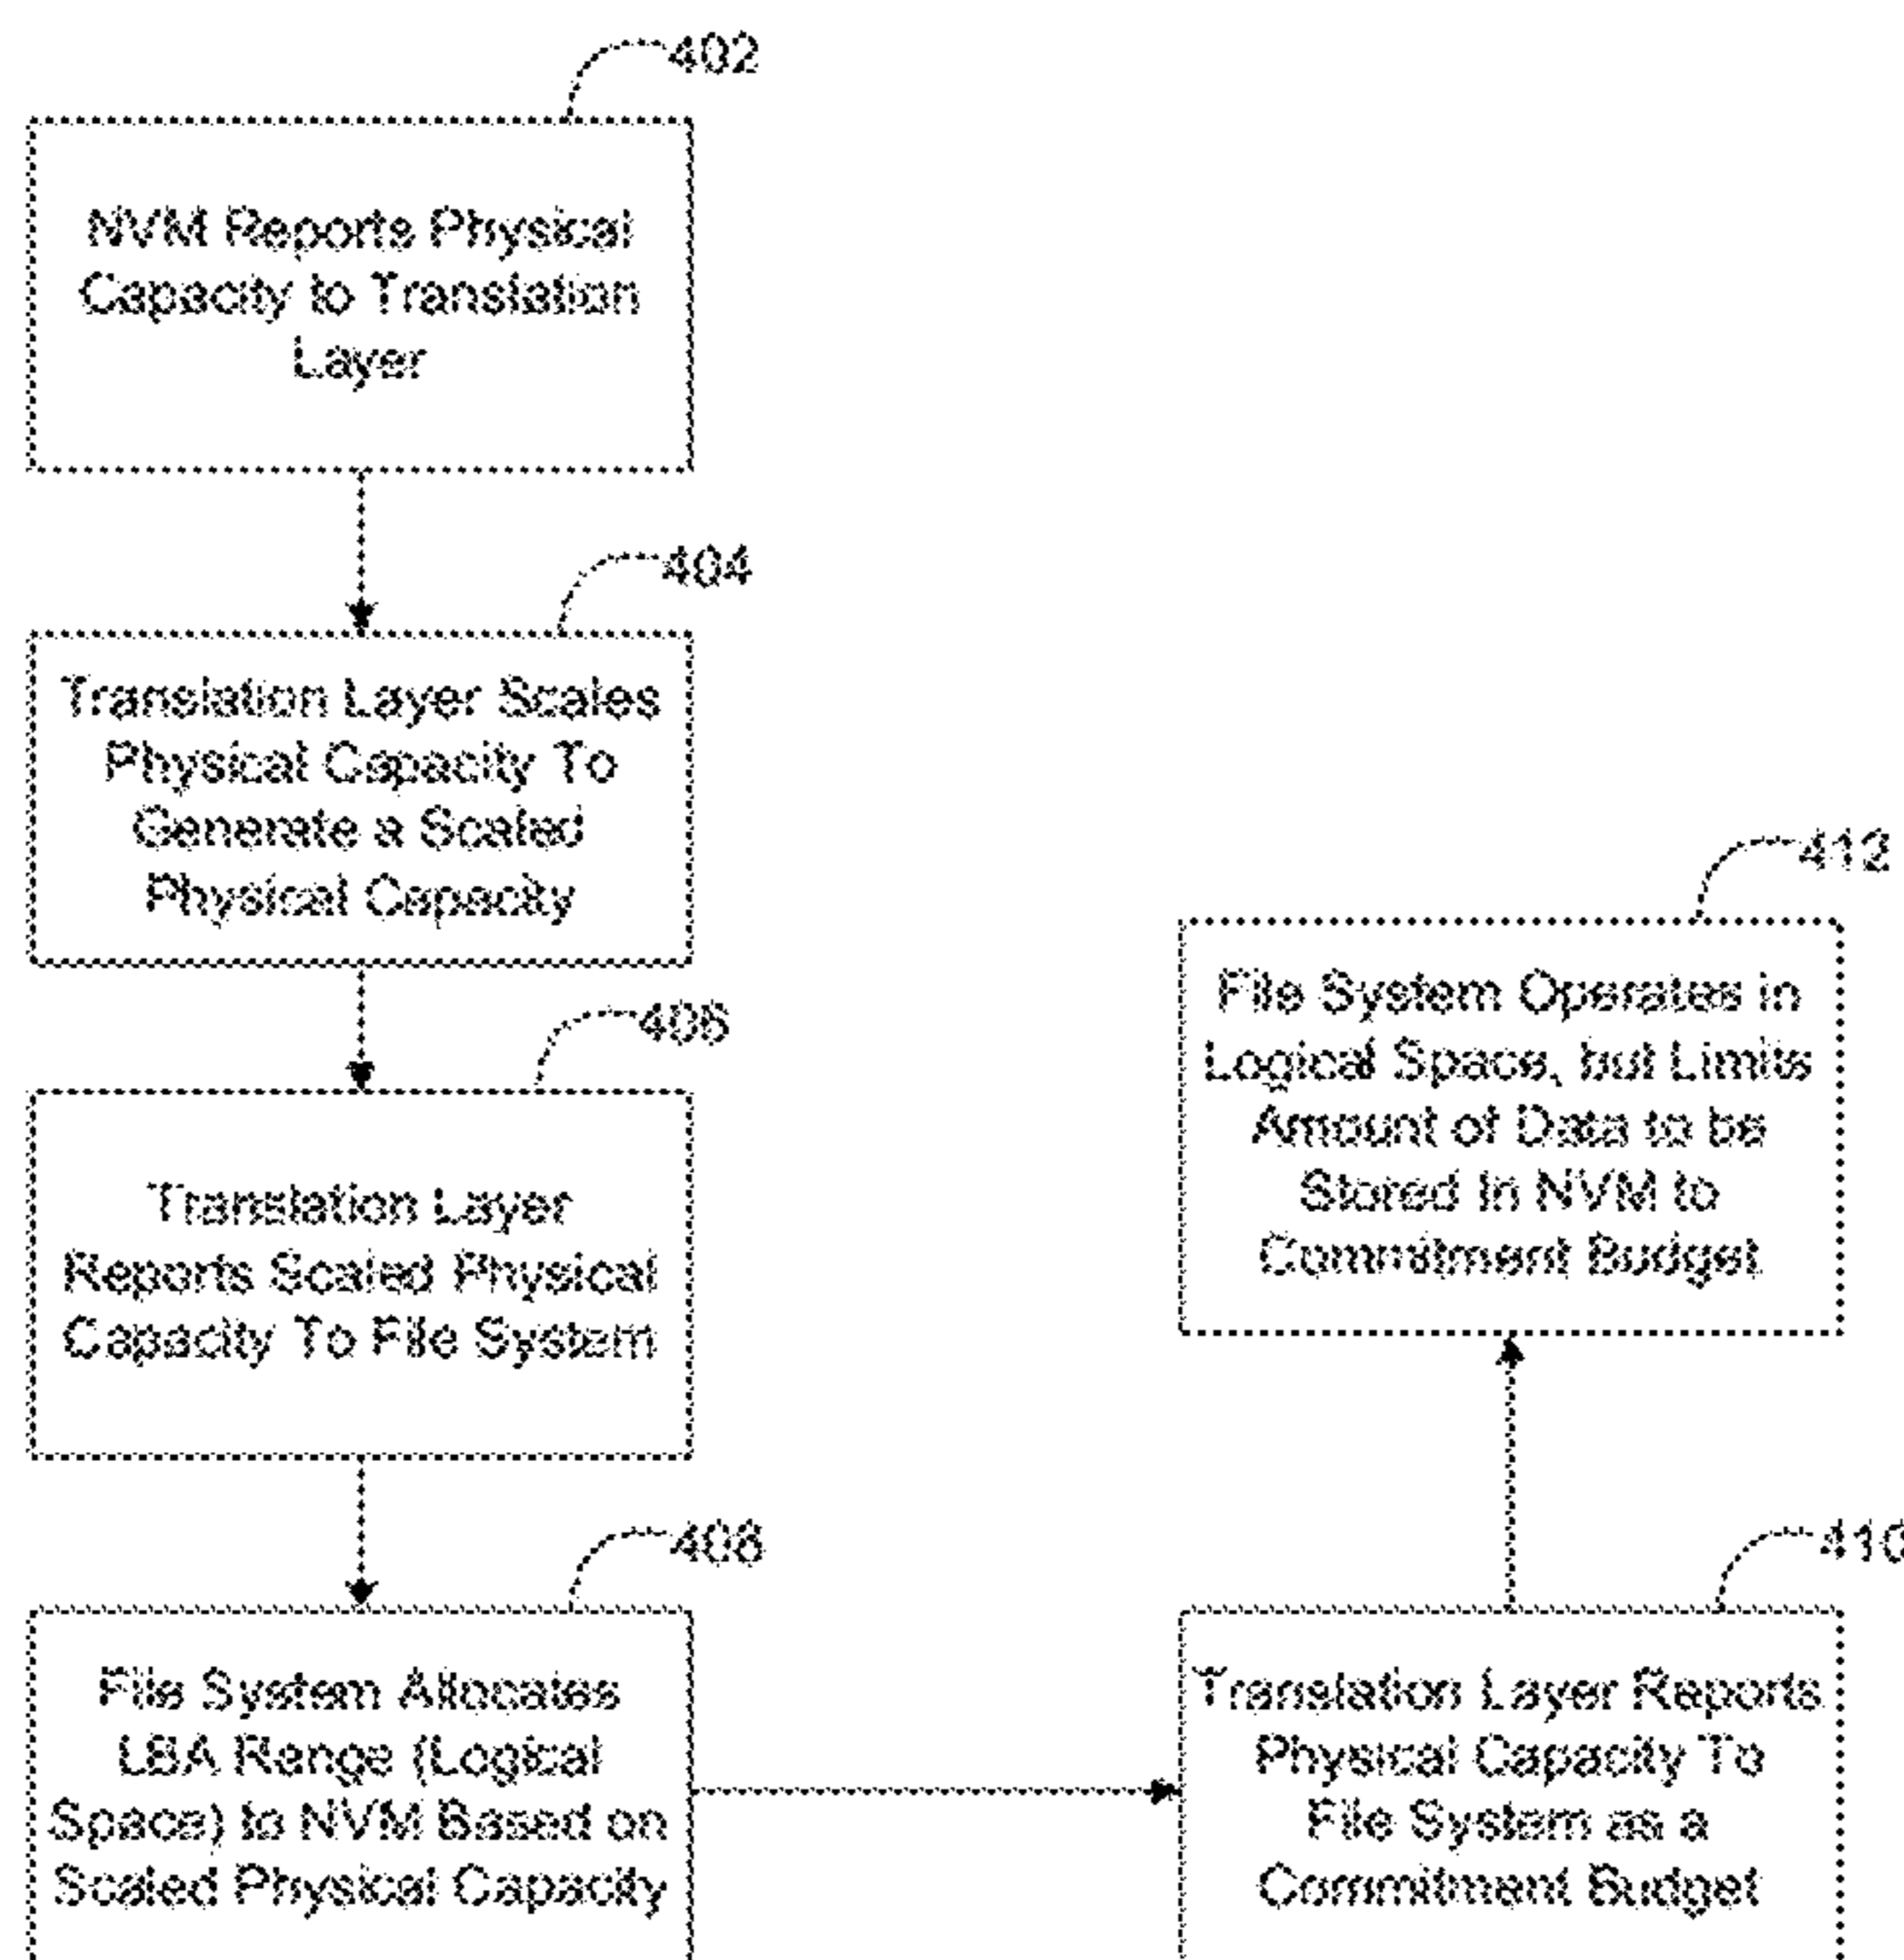 402
NVM Reports Physical
Capacity to Translation
Layer
404
Translation Layer Scales
Physical Capacity To
Generate a Scaled
Physical Capacity
406
Translation Layer
Reports Scaled Physical
Capacity To File System
408
File System Allocates
LBA Range (Logical
Space) to NVM Based on
Scaled Physical Capacity
410
Translation Layer Reports
Physical Capacity To
File System as a
Commitment Budget
412
File System Operates in
Logical Space, but Limits
Amount of Data to be
Stored in NVM to
Commitment Budget